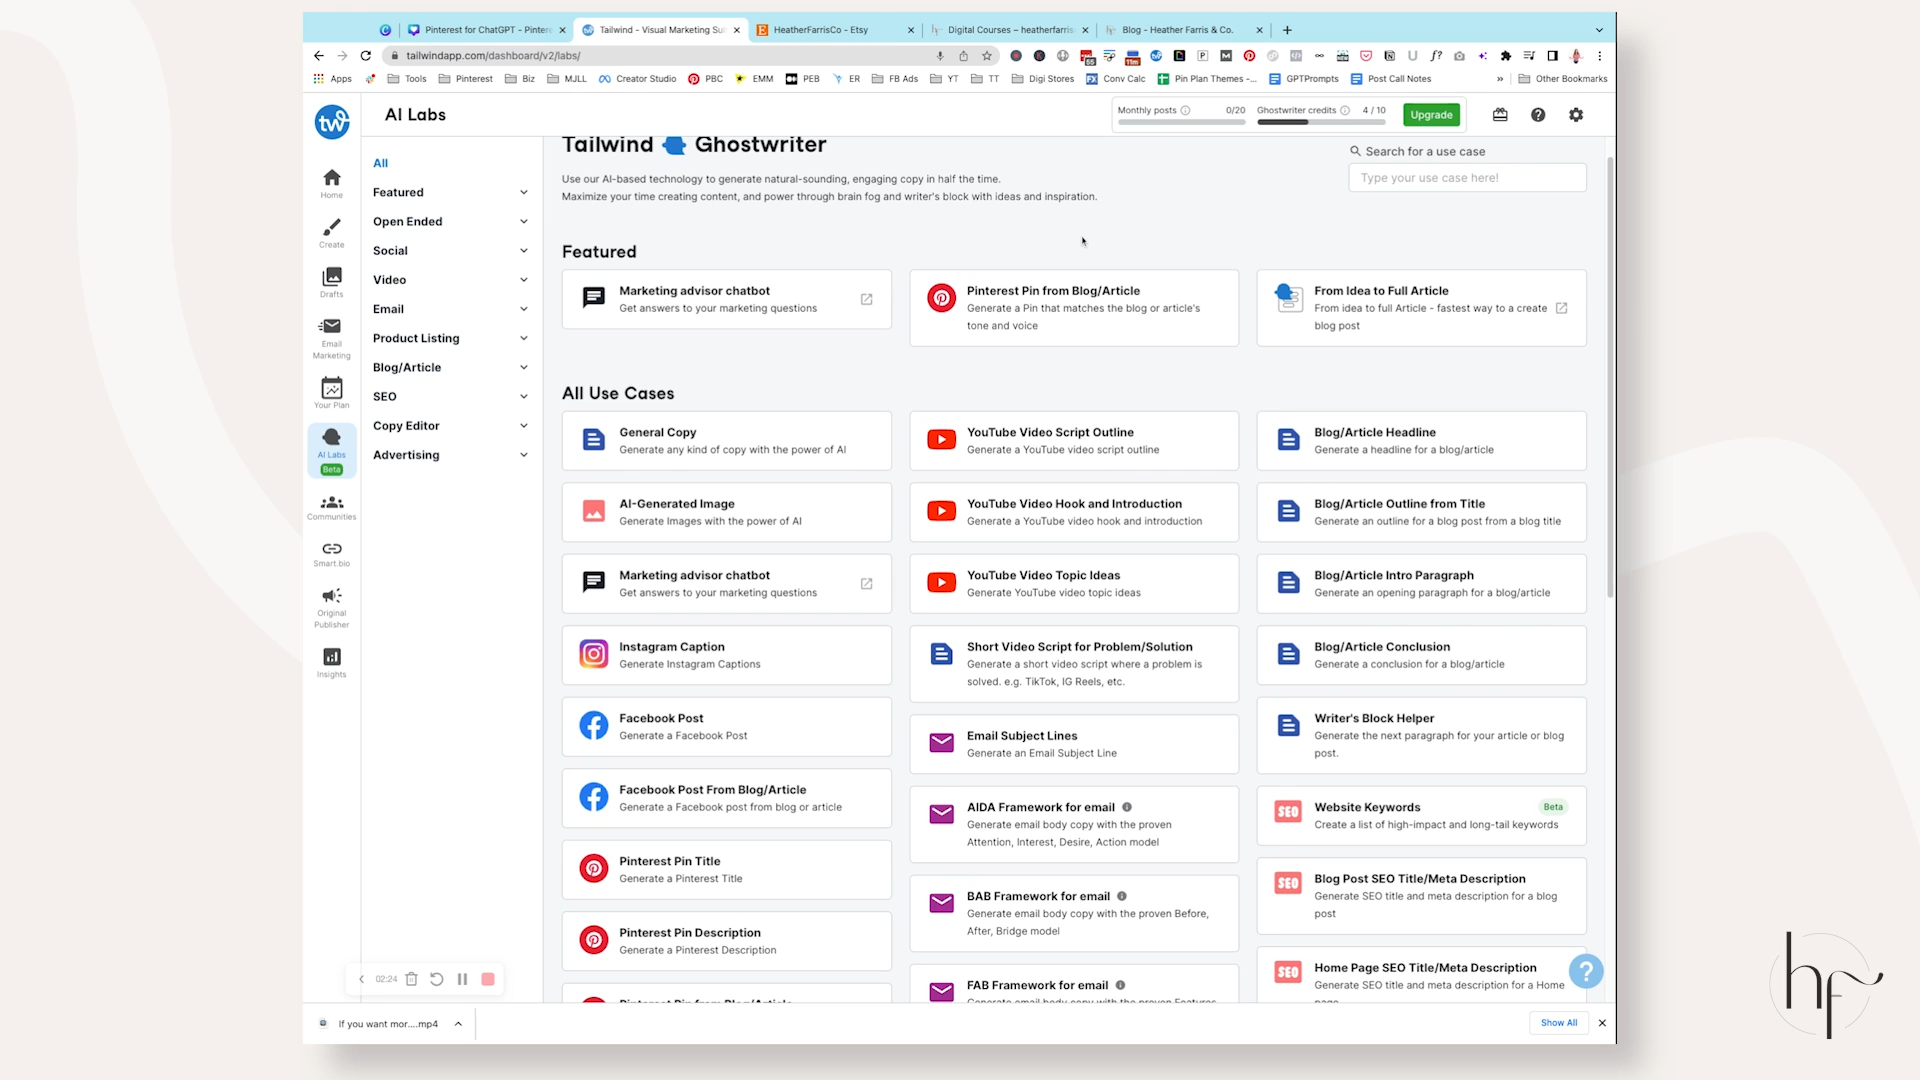 Pinterest for ChatGPT - Pintere
Tailwind - Visual Marketing Sui
HeatherFarrisCo - Etsy
Digital Courses – heatherfarris
Blog - Heather Farris & Co.
tailwindapp.com/dashboard/v2/labs/
Apps
Tools
Pinterest
Biz
MJLL
Creator Studio
PBC
EMM
PEB
ER
FB Ads
YT
TT
Digi Stores
Conv Calc
Pin Plan Themes -...
GPTPrompts
Post Call Notes
Other Bookmarks
tw
AI Labs
Monthly posts
0/20
Ghostwriter credits
4 / 10
Upgrade
Home
Create
Drafts
Email
Marketing
Your Plan
AI Labs
Beta
Communities
Smart.bio
Original
Publisher
Insights
All
Featured
Open Ended
Social
Video
Email
Product Listing
Blog/Article
SEO
Copy Editor
Advertising
Tailwind Ghostwriter
Use our AI-based technology to generate natural-sounding, engaging copy in half the time.
Maximize your time creating content, and power through brain fog and writer's block with ideas and inspiration.
Search for a use case
Type your use case here!
Featured
Marketing advisor chatbot
Get answers to your marketing questions
Pinterest Pin from Blog/Article
Generate a Pin that matches the blog or article's
tone and voice
From Idea to Full Article
From idea to full Article - fastest way to a create
blog post
All Use Cases
General Copy
Generate any kind of copy with the power of AI
AI-Generated Image
Generate Images with the power of AI
Marketing advisor chatbot
Get answers to your marketing questions
Instagram Caption
Generate Instagram Captions
Facebook Post
Generate a Facebook Post
Facebook Post From Blog/Article
Generate a Facebook post from blog or article
Pinterest Pin Title
Generate a Pinterest Title
Pinterest Pin Description
Generate a Pinterest Description
Pinterest Pin from Blog/Article
YouTube Video Script Outline
Generate a YouTube video script outline
YouTube Video Hook and Introduction
Generate a YouTube video hook and introduction
YouTube Video Topic Ideas
Generate YouTube video topic ideas
Short Video Script for Problem/Solution
Generate a short video script where a problem is
solved. e.g. TikTok, IG Reels, etc.
Email Subject Lines
Generate an Email Subject Line
AIDA Framework for email
Generate email body copy with the proven
Attention, Interest, Desire, Action model
BAB Framework for email
Generate email body copy with the proven Before,
After, Bridge model
FAB Framework for email
Generate email body copy with the proven Features
Blog/Article Headline
Generate a headline for a blog/article
Blog/Article Outline from Title
Generate an outline for a blog post from a blog title
Blog/Article Intro Paragraph
Generate an opening paragraph for a blog/article
Blog/Article Conclusion
Generate a conclusion for a blog/article
Writer's Block Helper
Generate the next paragraph for your article or blog
post.
SEO
Website Keywords
Beta
Create a list of high-impact and long-tail keywords
SEO
Blog Post SEO Title/Meta Description
Generate SEO title and meta description for a blog
post
SEO
Home Page SEO Title/Meta Description
Generate SEO title and meta description for a Home
page
02:24
?
If you want mor....mp4
Show All
hf